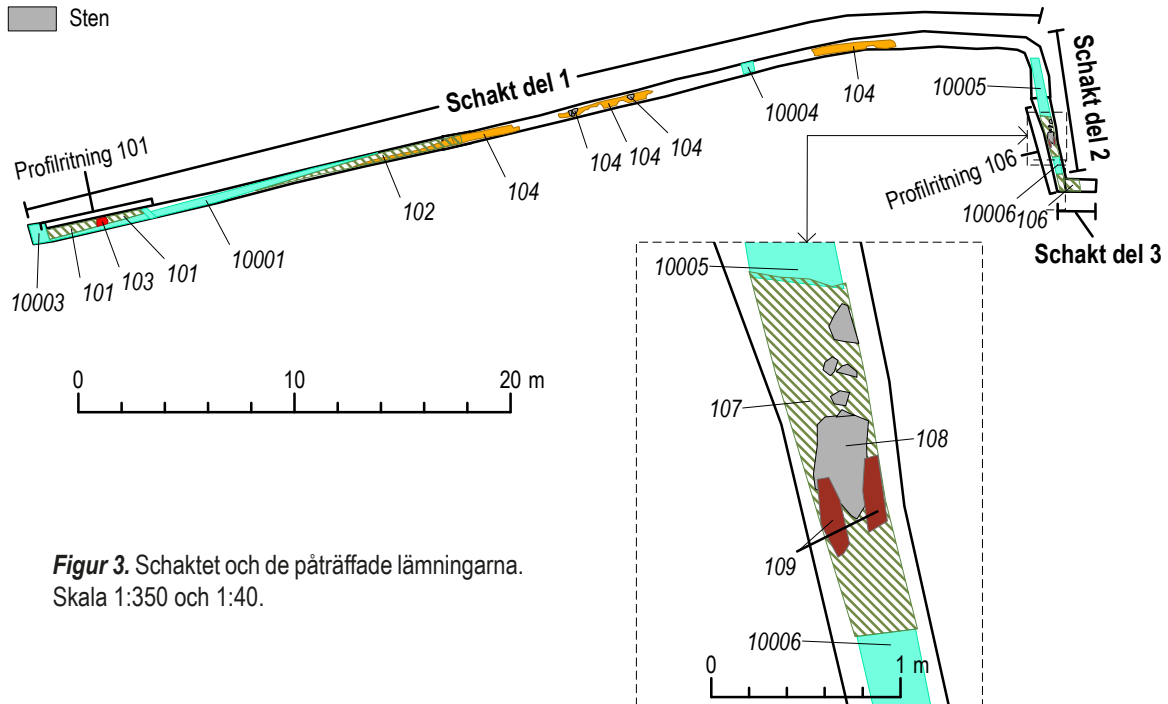 Sten
Schakt del 1
Schakt del 2
Schakt del 3
Profilritning 101
Profilritning 106
10003
101
103
101
10001
102
104
104
104
104
10004
104
10005
10006
106
0
10
20 m
10005
107
108
109
10006
0
1 m
Figur 3. Schaktet och de påträffade lämningarna.
Skala 1:350 och 1:40.